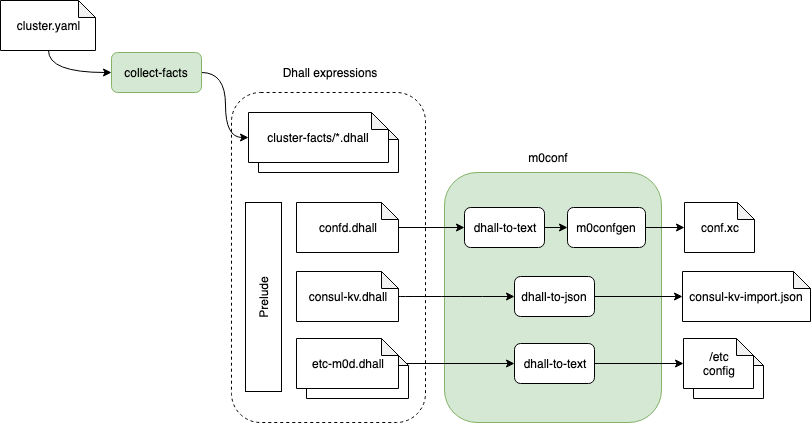 cluster.yaml
collect-facts
Dhall expressions
cluster-facts/*.dhall
m0conf
Prelude
confd.dhall
dhall-to-text
m0confgen
conf.xc
consul-kv.dhall
dhall-to-json
consul-kv-import.json
etc-m0d.dhall
dhall-to-text
/etc
config